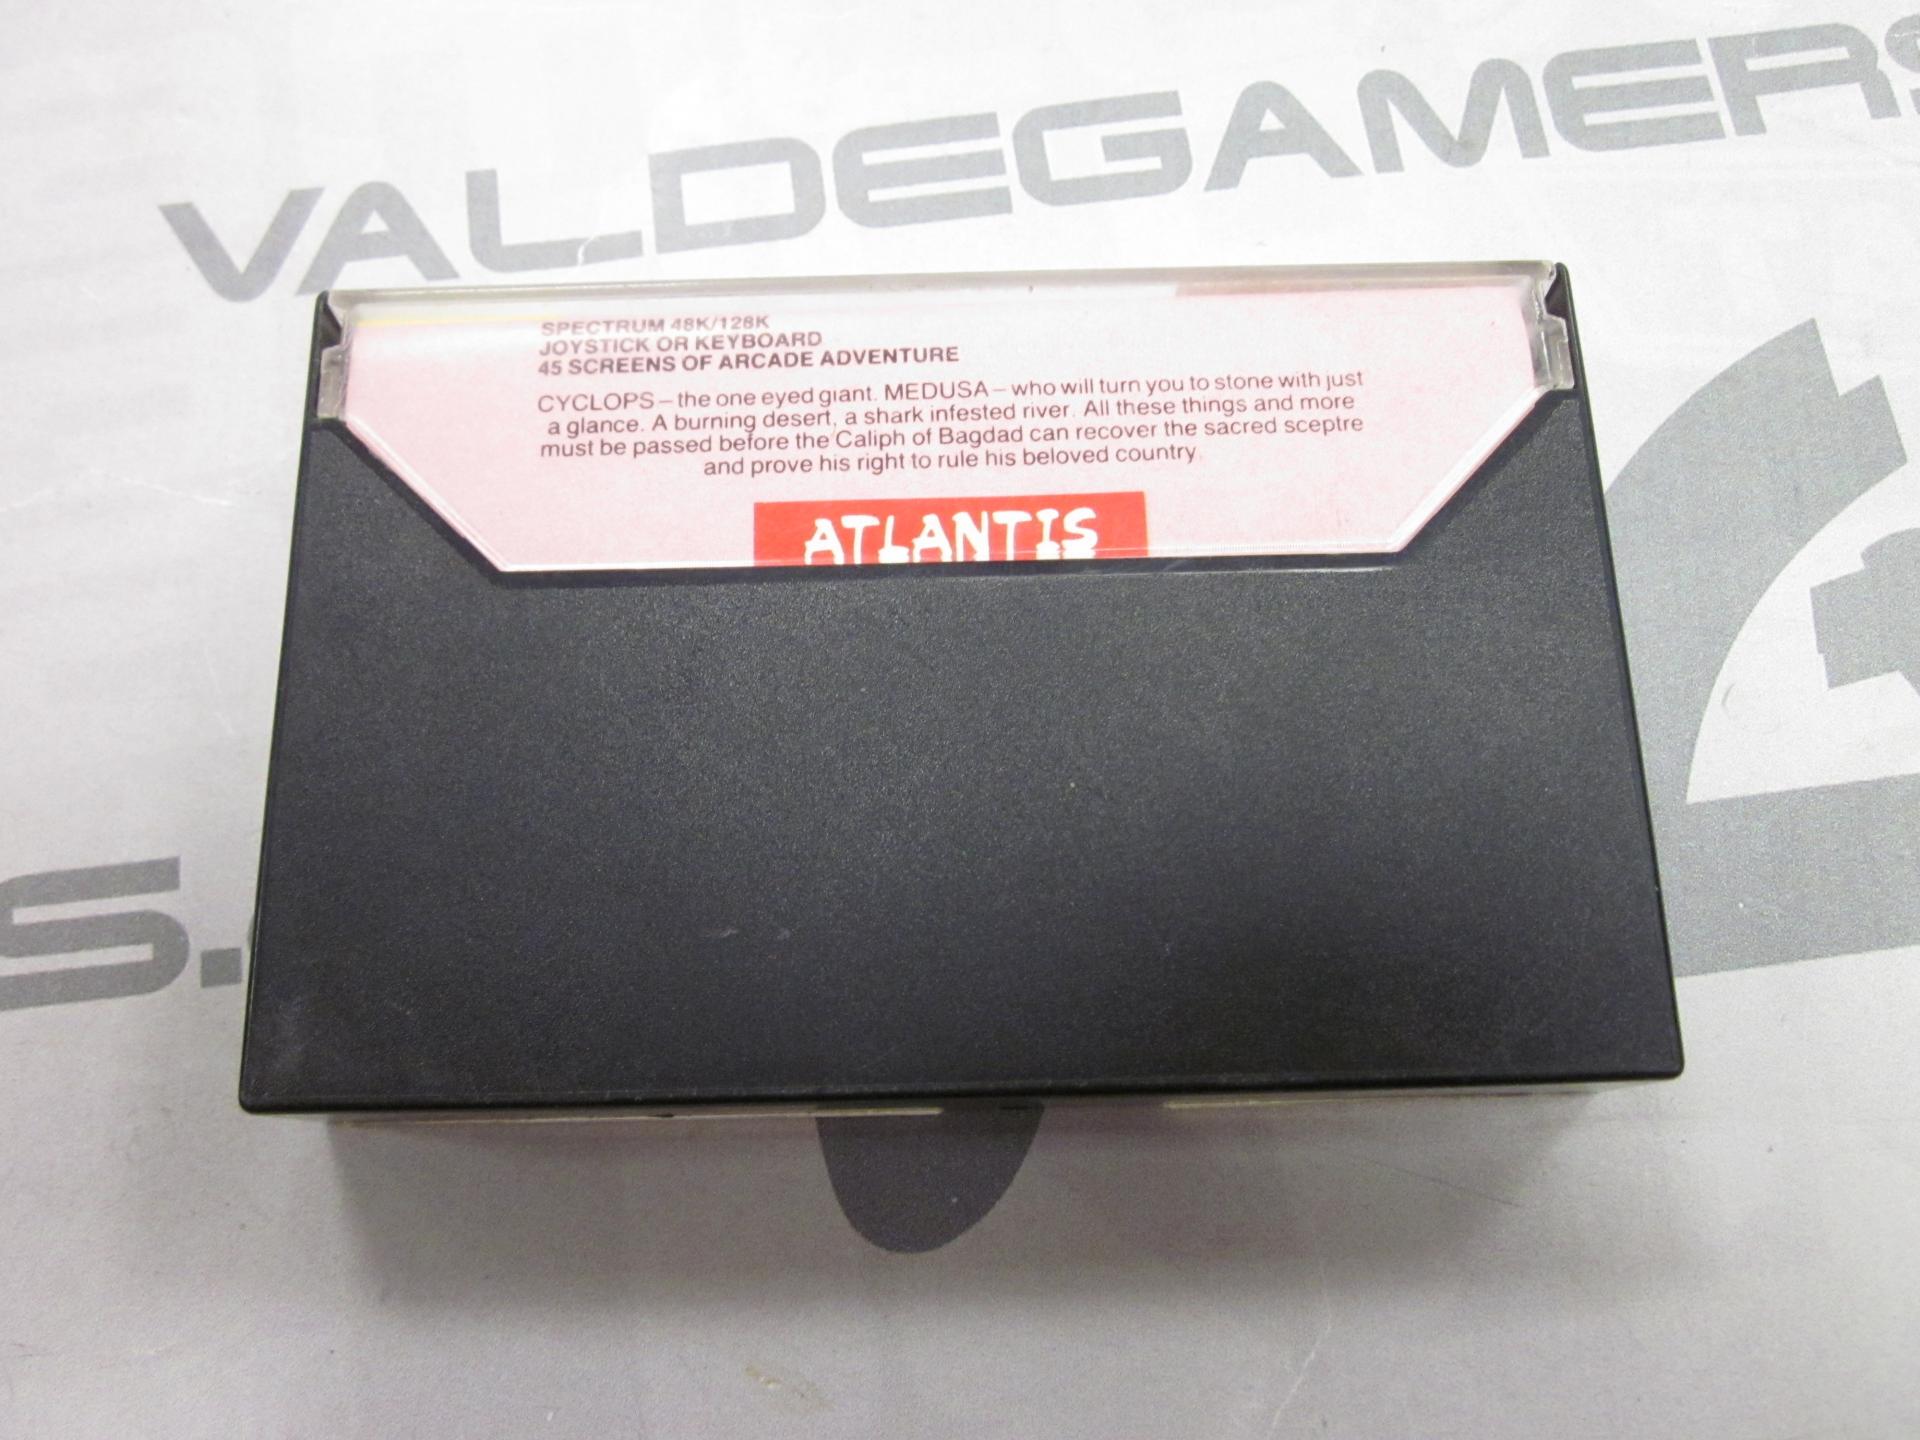 VALDEGAMERS
SPECTRUM 48K/128K
JOYSTICK OR KEYBOARD
45 SCREENS OF ARCADE ADVENTURE
CYCLOPS – the one eyed giant. MEDUSA – who will turn you to stone with just
a glance. A burning desert, a shark infested river. All these things and more
must be passed before the Caliph of Bagdad can recover the sacred sceptre
and prove his right to rule his beloved country.
ATLANTIS
S.